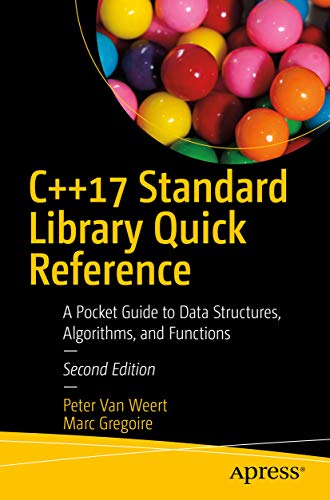 C++17 Standard
Library Quick
Reference
A Pocket Guide to Data Structures,
Algorithms, and Functions
—
Second Edition
—
Peter Van Weert
Marc Gregoire
Apress®